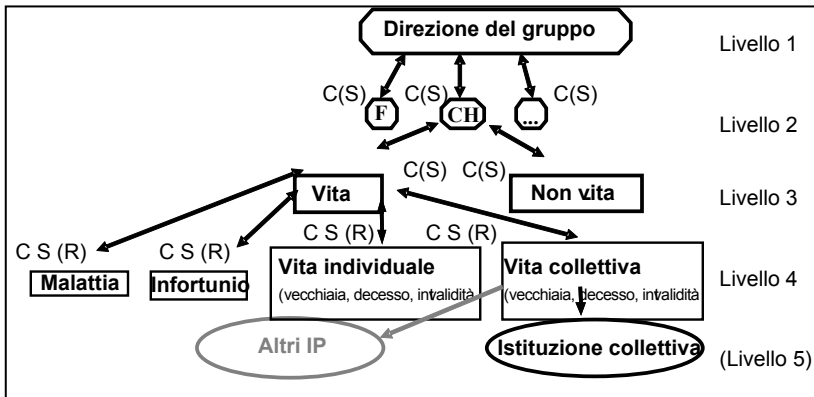 Direzione del gruppo
Livello 1
C(S) C(S) C(S)
F CH ...
Livello 2
C(S) C(S)
Vita Non vita
Livello 3
C S (R) C S (R) C S (R) C S (R)
Malattia Infortunio Vita individuale Vita collettiva
(vecchiaia, decesso, invalidità (vecchiaia, decesso, invalidità
Livello 4
Altri IP Istituzione collettiva
(Livello 5)